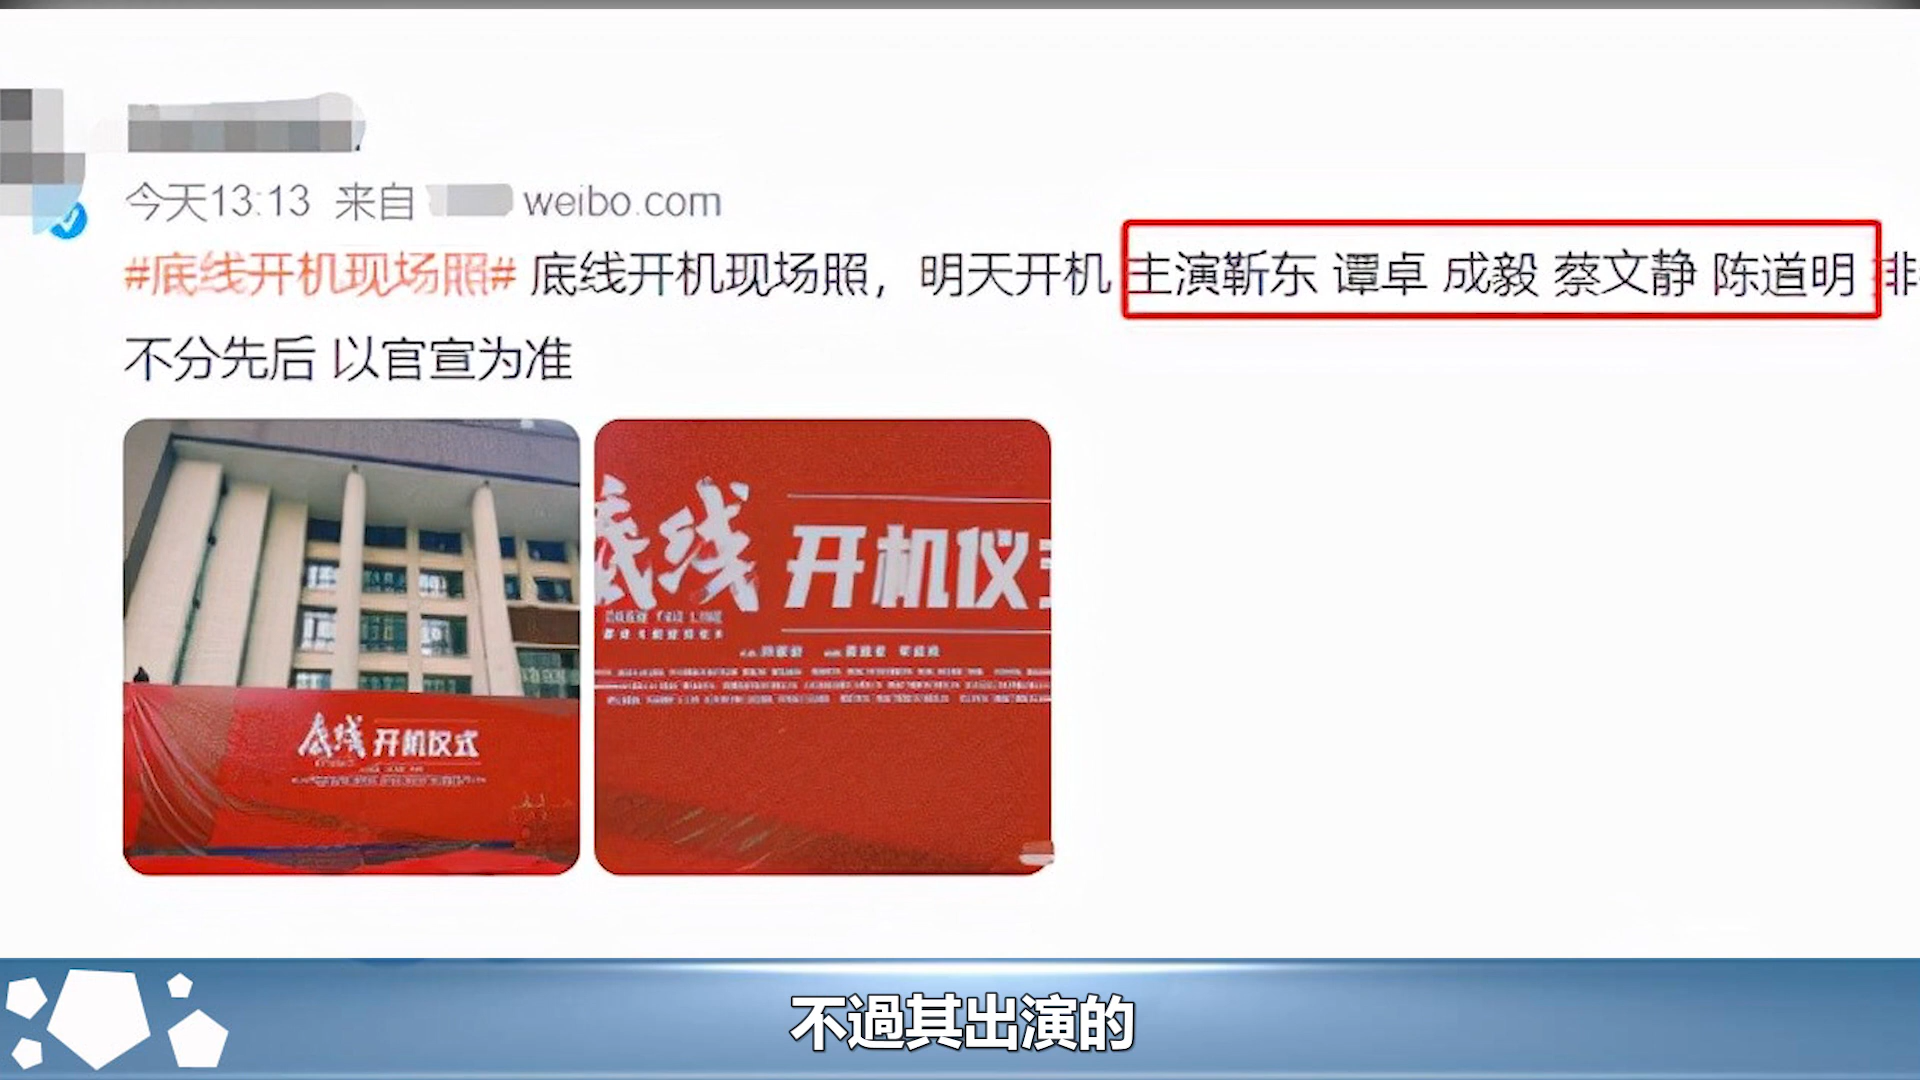 今天13:13 来自 weibo.com
#底线开机现场照# 底线开机现场照，明天开机 主演靳东 谭卓 成毅 蔡文静 陈道明
不分先后 以官宣为准
底线 开机仪式
底线 开机仪式
不過其出演的